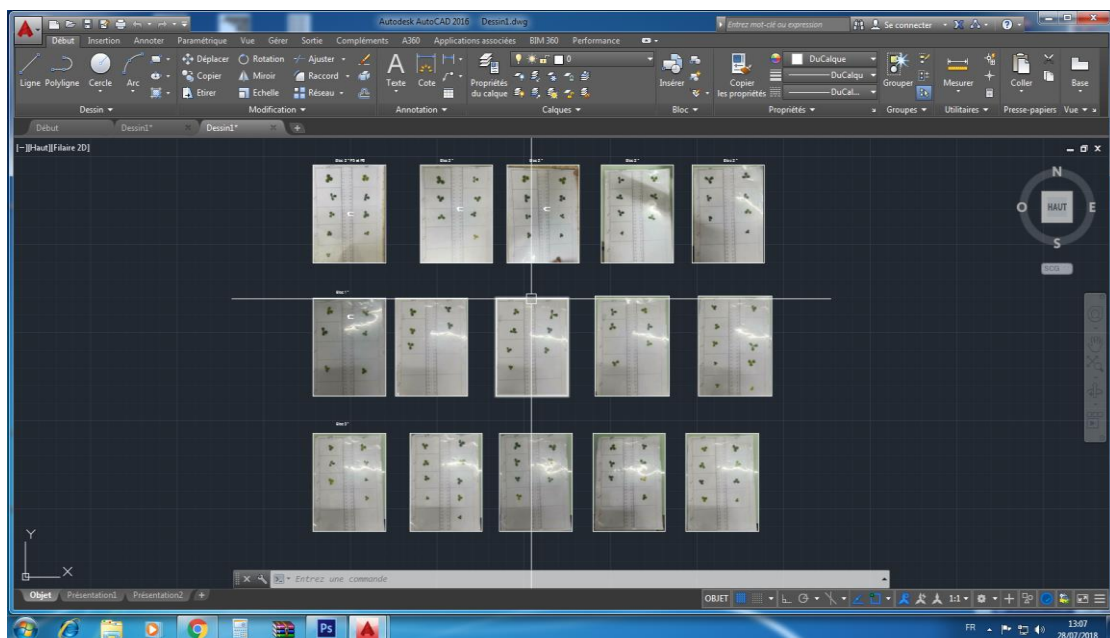 Autodesk AutoCAD 2016 Dessin1.dwg
Entrez mot-clé ou expression
Se connecter
Début Insertion Annoter Paramétrique Vue Gérer Sortie Compléments A360 Applications associées BIM 360 Performance
Déplacer Rotation Ajuster
Copier Miroir Raccord
Etirer Echelle Réseau
Ligne Polyligne Cercle Arc
Texte Cote
Propriétés du calque
0
Insérer
Copier les propriétés
DuCalque
DuCalqu
DuCal...
Grouper Mesurer Coller Base
Dessin Modification Annotation Calques Bloc Propriétés Groupes Utilitaires Presse-papiers Vue
Début Dessin1* Dessin1*
[−][Haut][Filaire 2D]
N
O HAUT E
S
SCG
Y
X
Entrez une commande
Objet Présentation1 Présentation2
OBJET 1:1
Ps
FR 13:07
28/07/2018